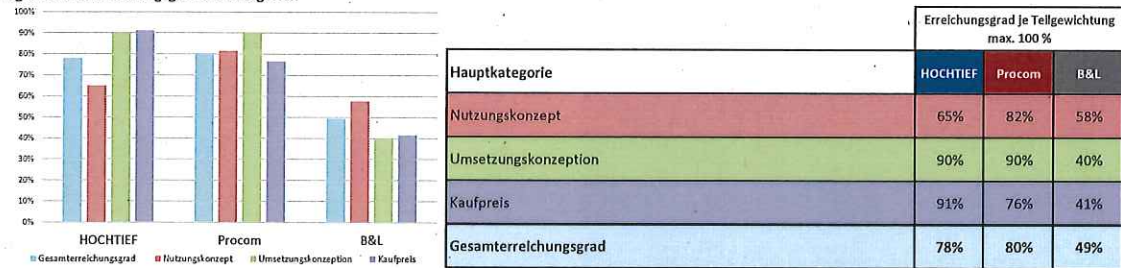 100%
90%
80%
70%
60%
50%
40%
30%
20%
10%
0%
HOCHTIEF Procom B&L
Gesamterreichungsgrad Nutzungskonzept Umsetzungskonzeption Kaufpreis
Erreichungsgrad je Teilgewichtung
max. 100 %
Hauptkategorie HOCHTIEF Procom B&L
Nutzungskonzept 65% 82% 58%
Umsetzungskonzeption 90% 90% 40%
Kaufpreis 91% 76% 41%
Gesamterreichungsgrad 78% 80% 49%